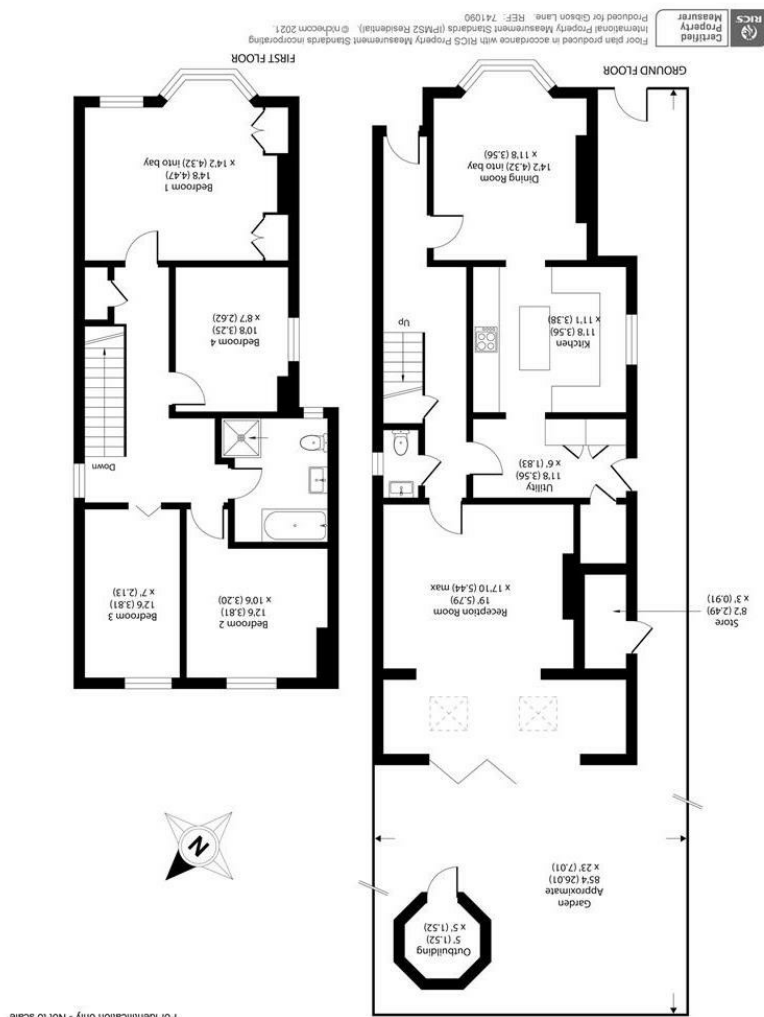 For identification only - Not to scale
Outbuilding
5' (1.52)
x 5' (1.52)
Garden
Approximate
85'4 (26.01)
x 23' (7.01)
N
Store
8'2 (2.49)
x 3' (0.91)
Reception Room
19' (5.79)
x 17'10 (5.44) max
Utility
11'8 (3.56)
x 6' (1.83)
Kitchen
11'8 (3.56)
x 11'1 (3.38)
Up
Dining Room
14'2 (4.32) into bay
x 11'8 (3.56)
GROUND FLOOR
Bedroom 2
12'6 (3.81)
x 10'6 (3.20)
Bedroom 3
12'6 (3.81)
x 7' (2.13)
Down
Bedroom 4
10'8 (3.25)
x 8'7 (2.62)
Bedroom 1
14'8 (4.47)
x 14'2 (4.32) into bay
FIRST FLOOR
RICS
Certified
Property
Measurer
Floor plan produced in accordance with RICS Property Measurement Standards incorporating
International Property Measurement Standards (IPMS2 Residential). © nichecom 2021.
Produced for Gibson Lane. REF: 741090